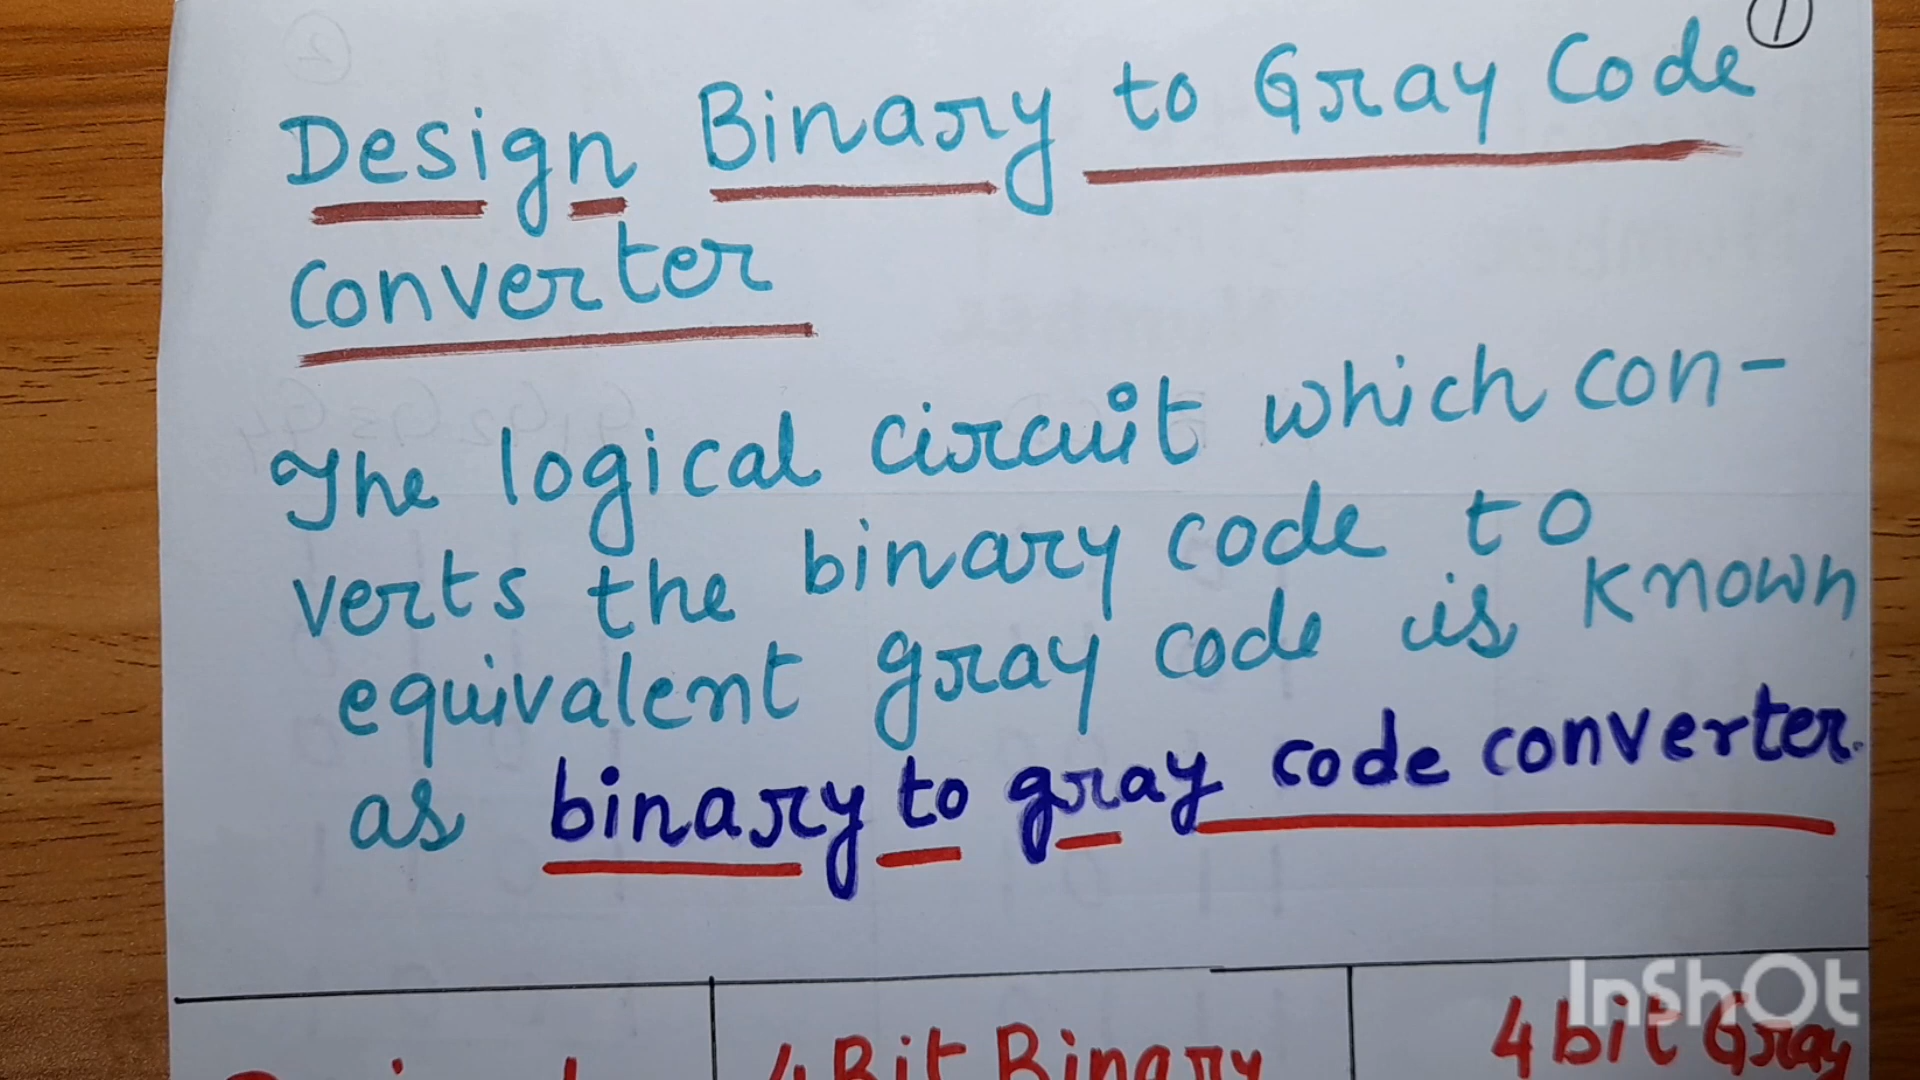 1
Design Binary to Gray Code
Converter
The logical circuit which con-
verts the binary code to
equivalent gray code is known
as binary to gray code converter.
4 Bit Binary
4 bit Gray
InShOt